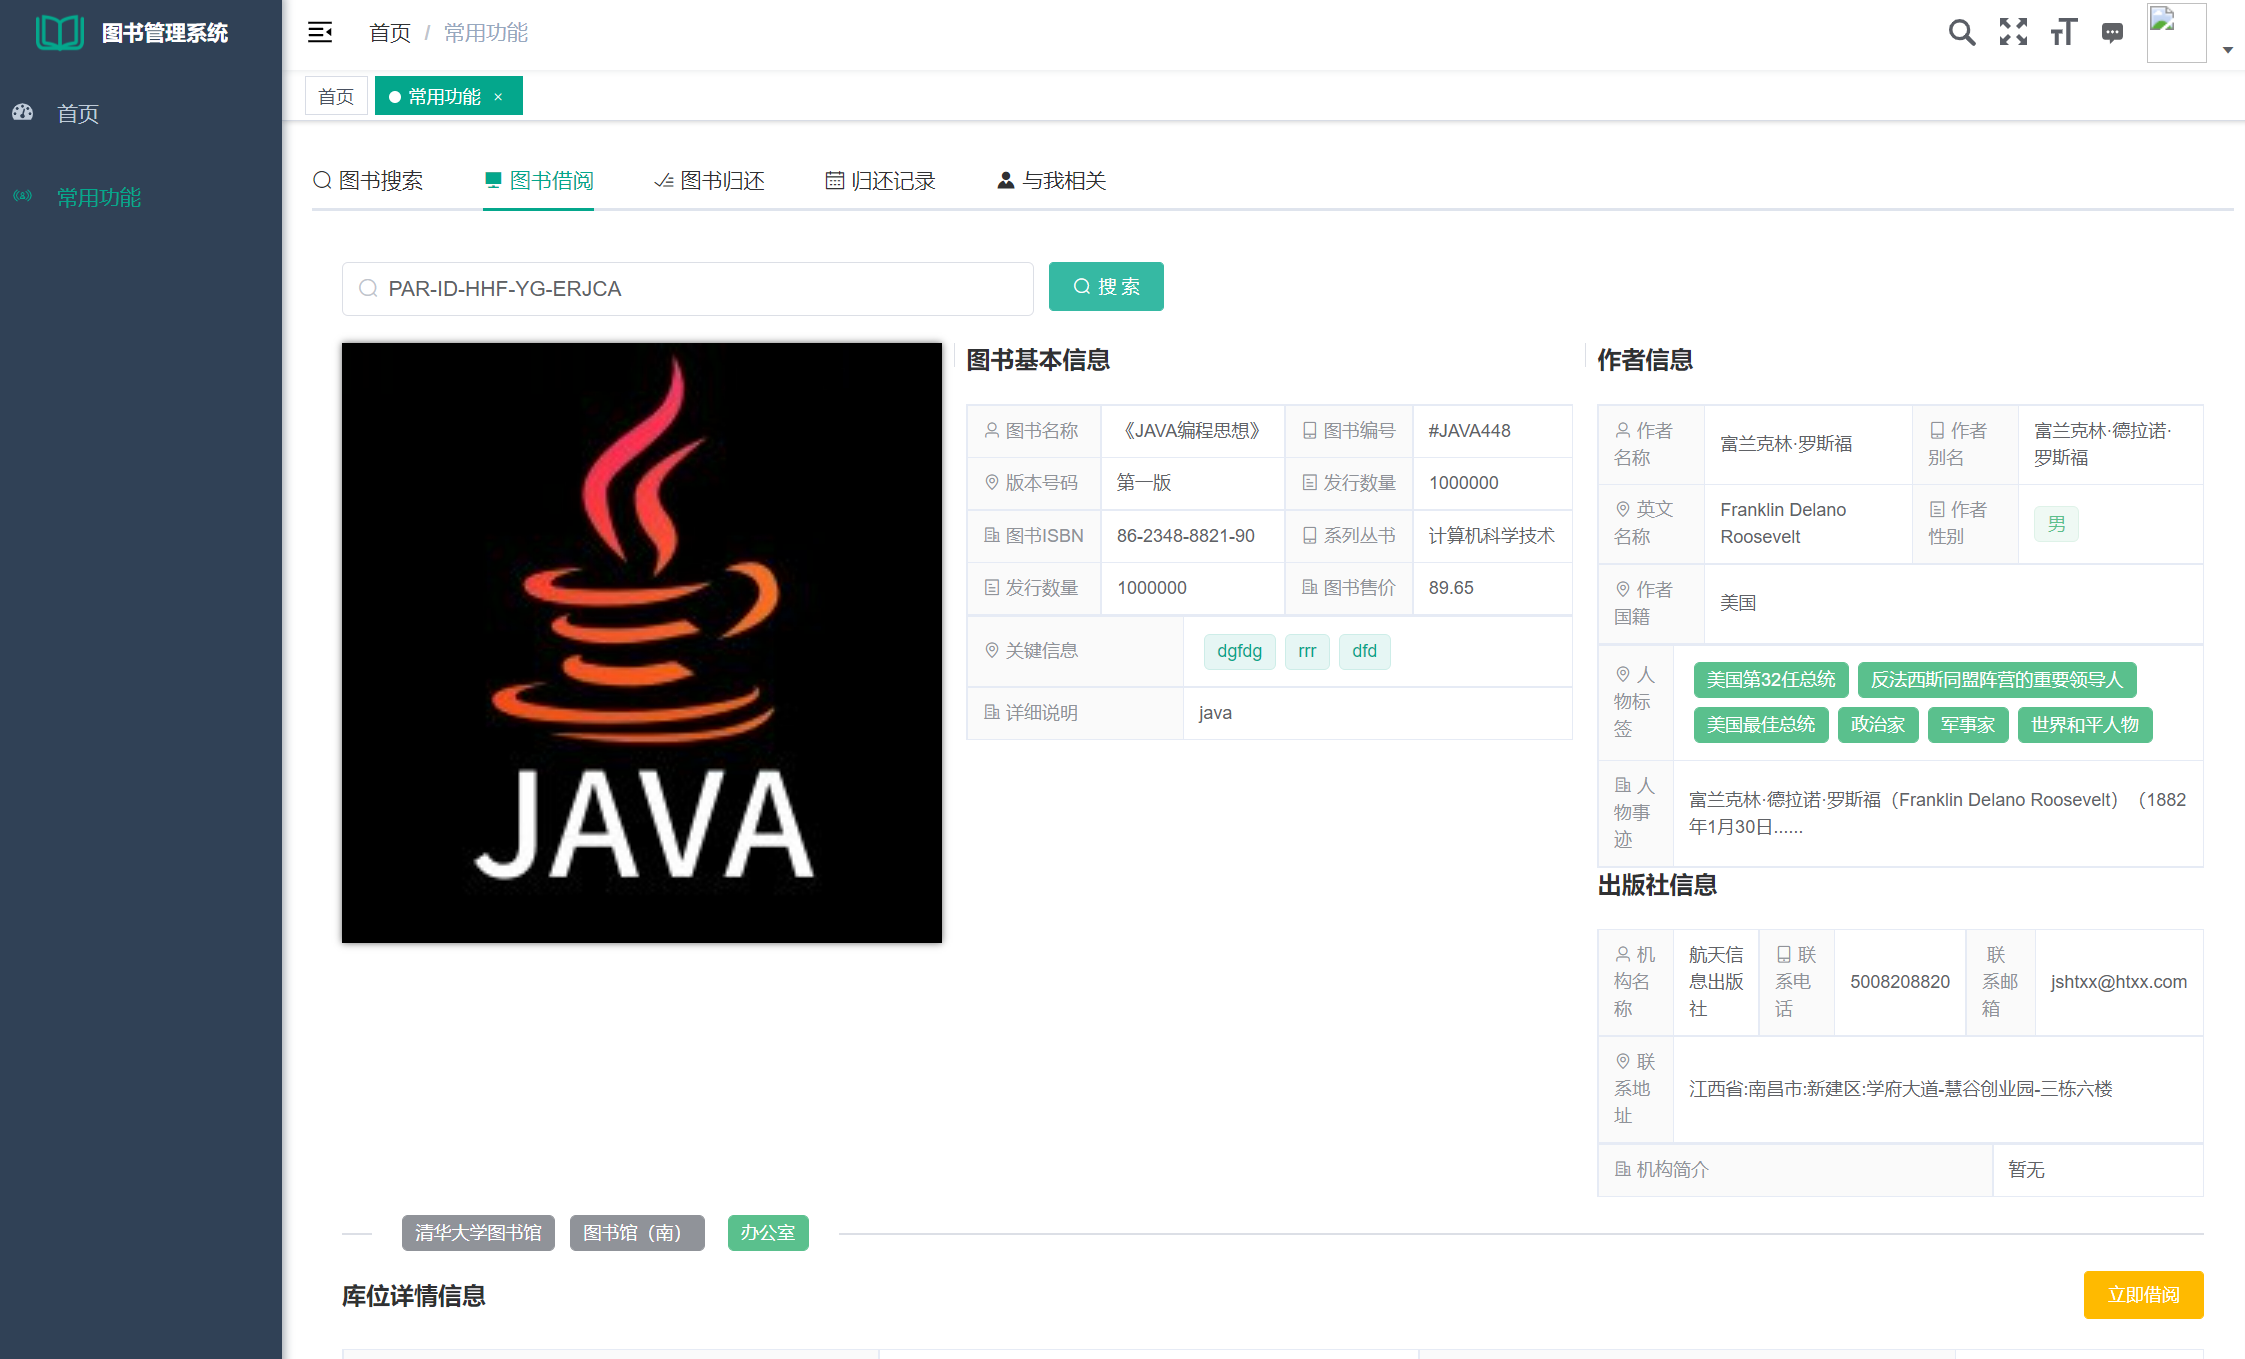 图书管理系统
首页
常用功能
首页 / 常用功能
首页
常用功能 ×
图书搜索
图书借阅
图书归还
归还记录
与我相关
PAR-ID-HHF-YG-ERJCA
搜 索
JAVA
图书基本信息
图书名称 《JAVA编程思想》 图书编号 #JAVA448
版本号码 第一版 发行数量 1000000
图书ISBN 86-2348-8821-90 系列丛书 计算机科学技术
发行数量 1000000 图书售价 89.65
关键信息 dgfdg rrr dfd
详细说明 java
作者信息
作者名称 富兰克林·罗斯福 作者别名 富兰克林·德拉诺·罗斯福
英文名称 Franklin Delano Roosevelt 作者性别 男
作者国籍 美国
人物标签 美国第32任总统 反法西斯同盟阵营的重要领导人
美国最佳总统 政治家 军事家 世界和平人物
人物事迹 富兰克林·德拉诺·罗斯福（Franklin Delano Roosevelt）（1882年1月30日......
出版社信息
机构名称 航天信息出版社 联系电话 5008208820 联系邮箱 jshtxx@htxx.com
联系地址 江西省:南昌市:新建区:学府大道-慧谷创业园-三栋六楼
机构简介 暂无
清华大学图书馆 图书馆（南） 办公室
库位详情信息
立即借阅